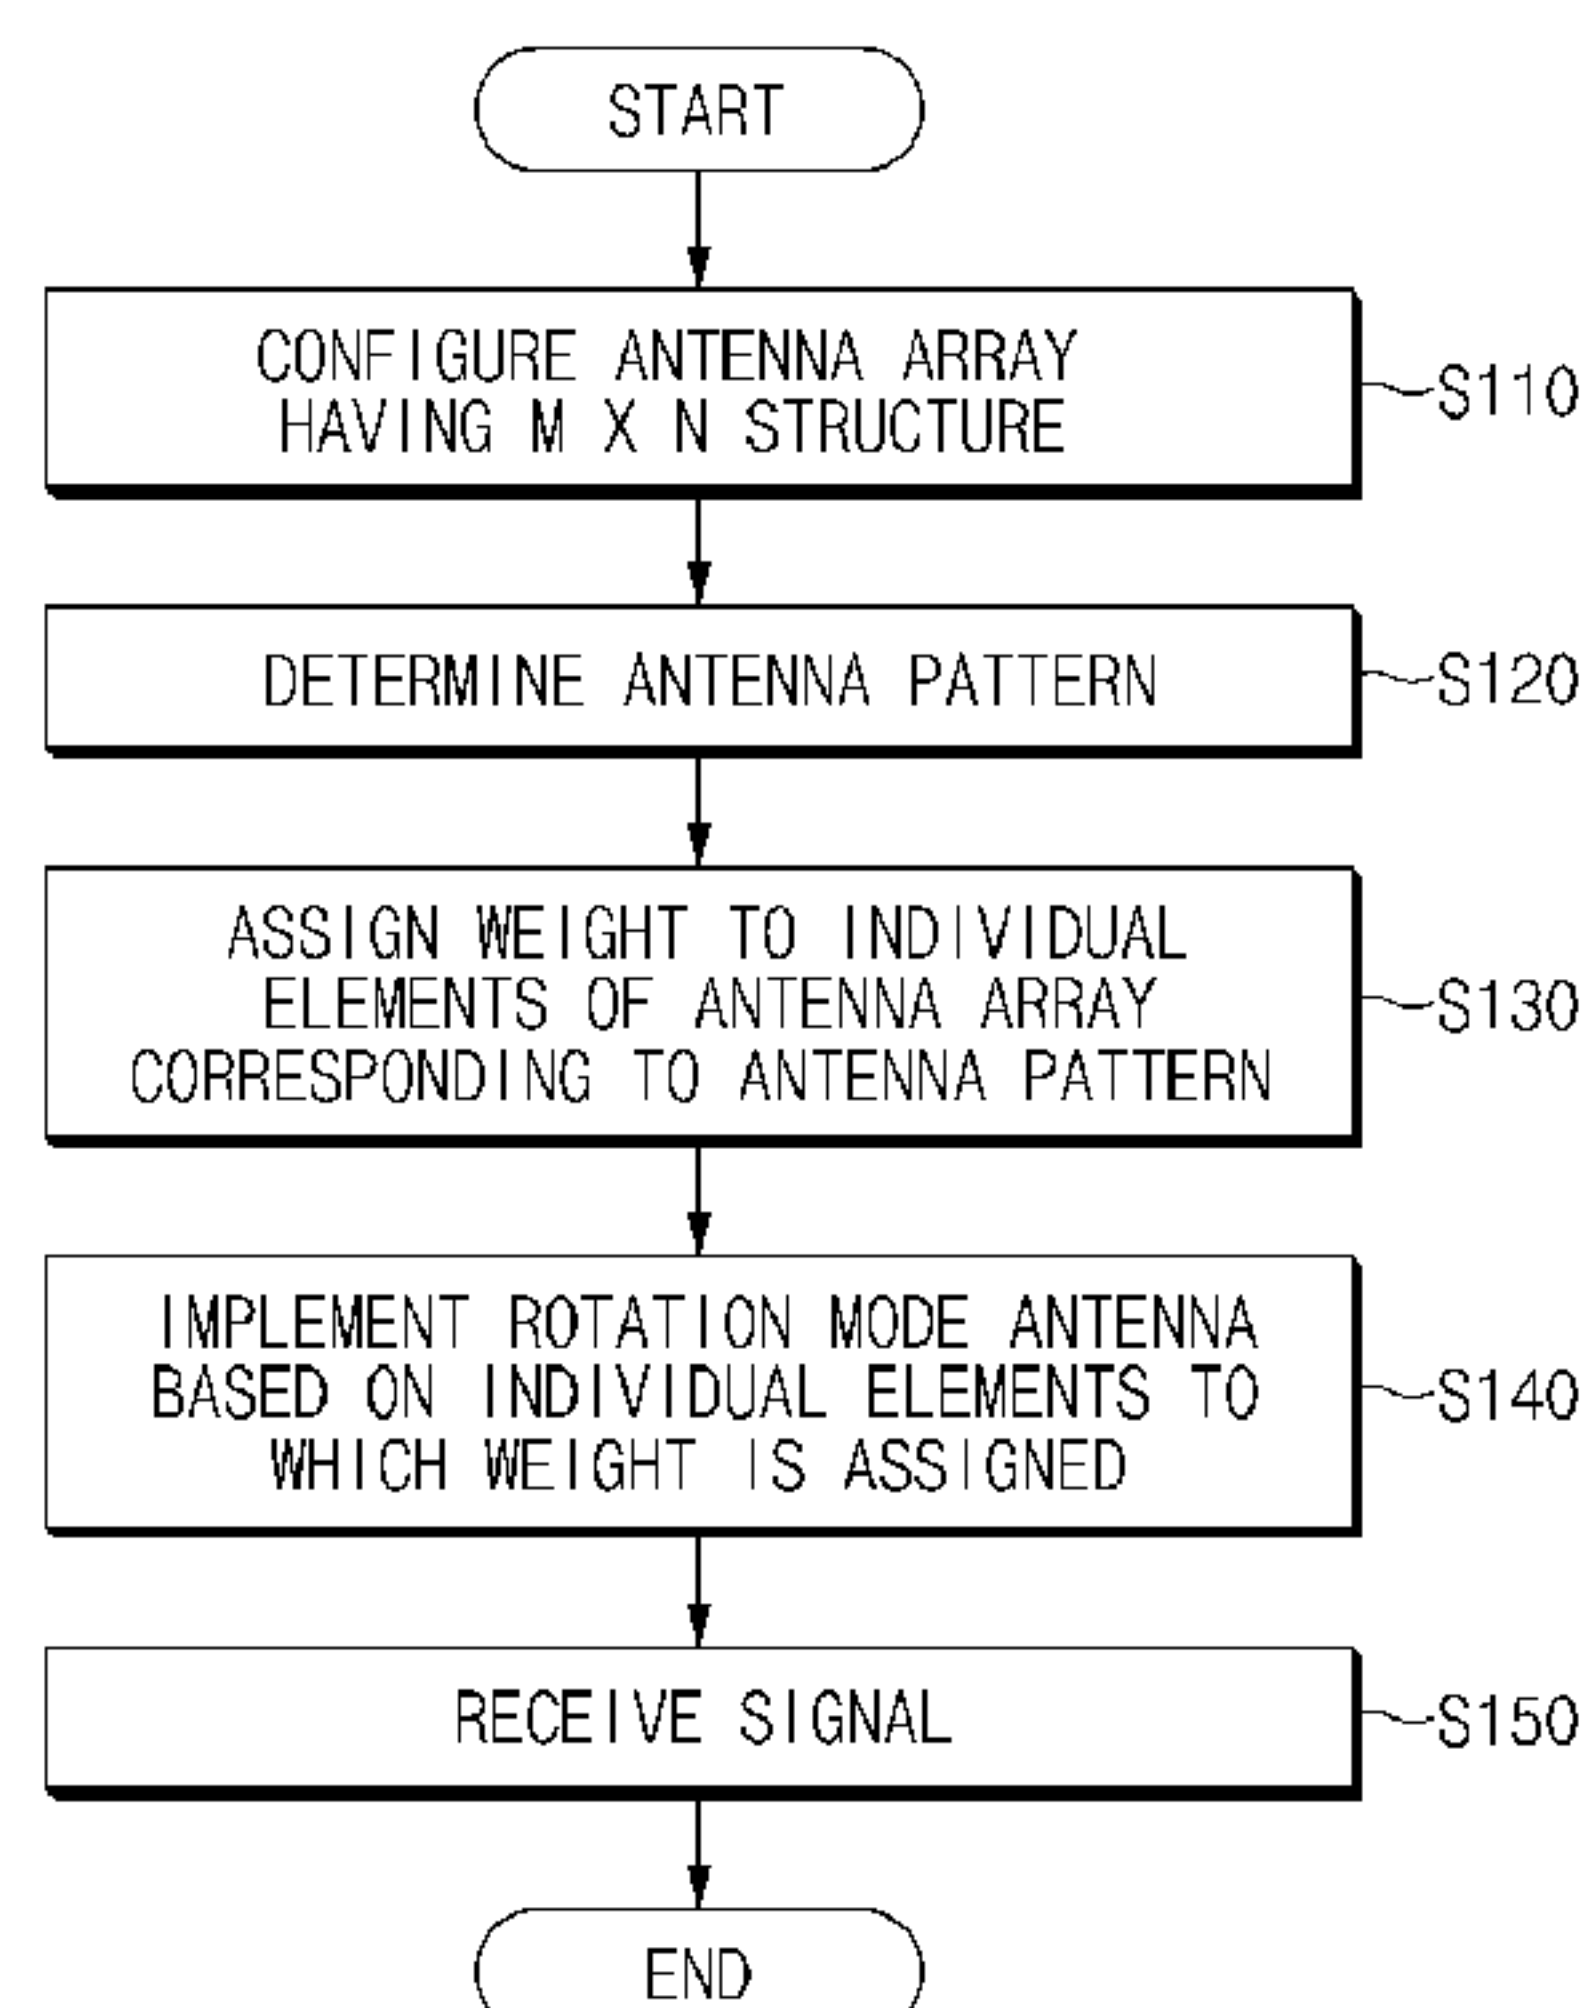 START
CONFIGURE ANTENNA ARRAY
HAVING M X N STRUCTURE
S110
DETERMINE ANTENNA PATTERN
S120
ASSIGN WEIGHT TO INDIVIDUAL
ELEMENTS OF ANTENNA ARRAY
CORRESPONDING TO ANTENNA PATTERN
S130
IMPLEMENT ROTATION MODE ANTENNA
BASED ON INDIVIDUAL ELEMENTS TO
WHICH WEIGHT IS ASSIGNED
S140
RECEIVE SIGNAL
S150
END